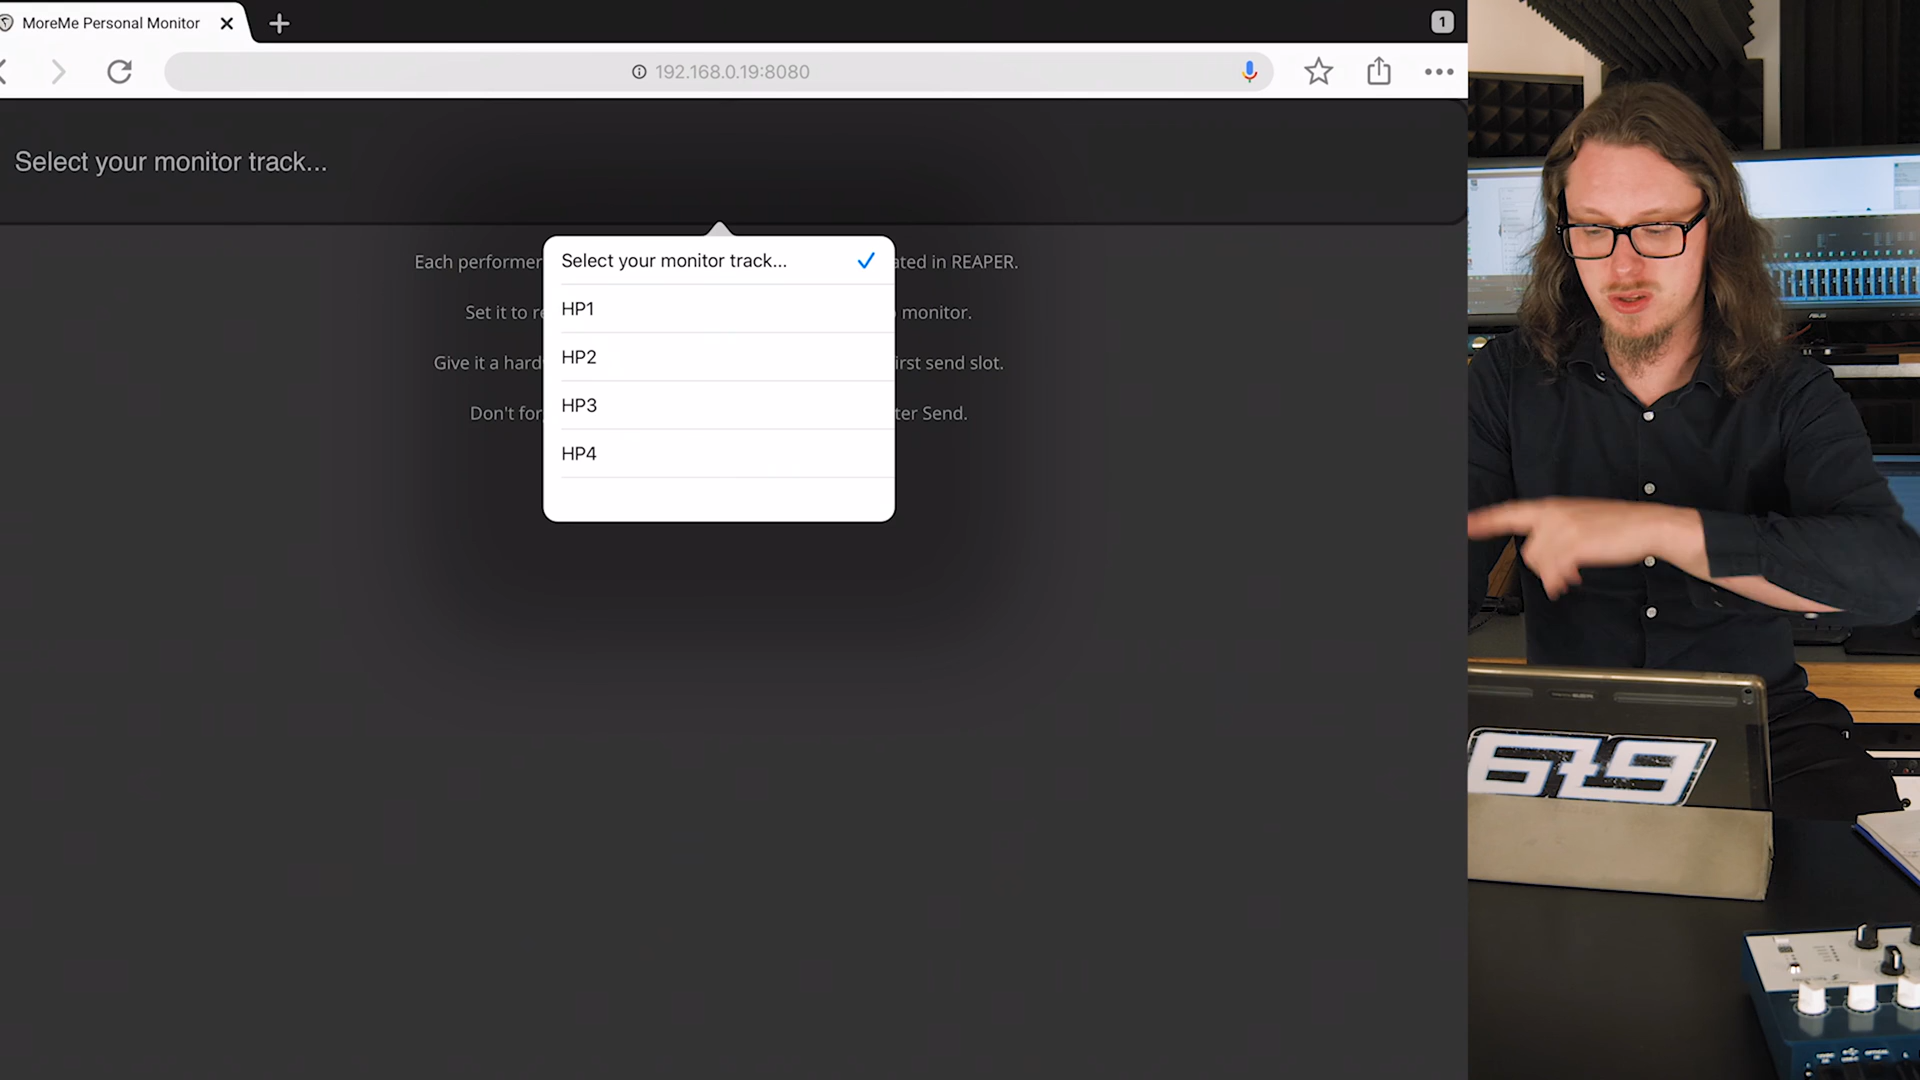 MoreMe Personal Monitor
1
192.168.0.19:8080
Select your monitor track...
Each performer
ated in REAPER.
Select your monitor track...
Set it to re
monitor.
HP1
Give it a hard
irst send slot.
HP2
Don't for
ter Send.
HP3
HP4
679